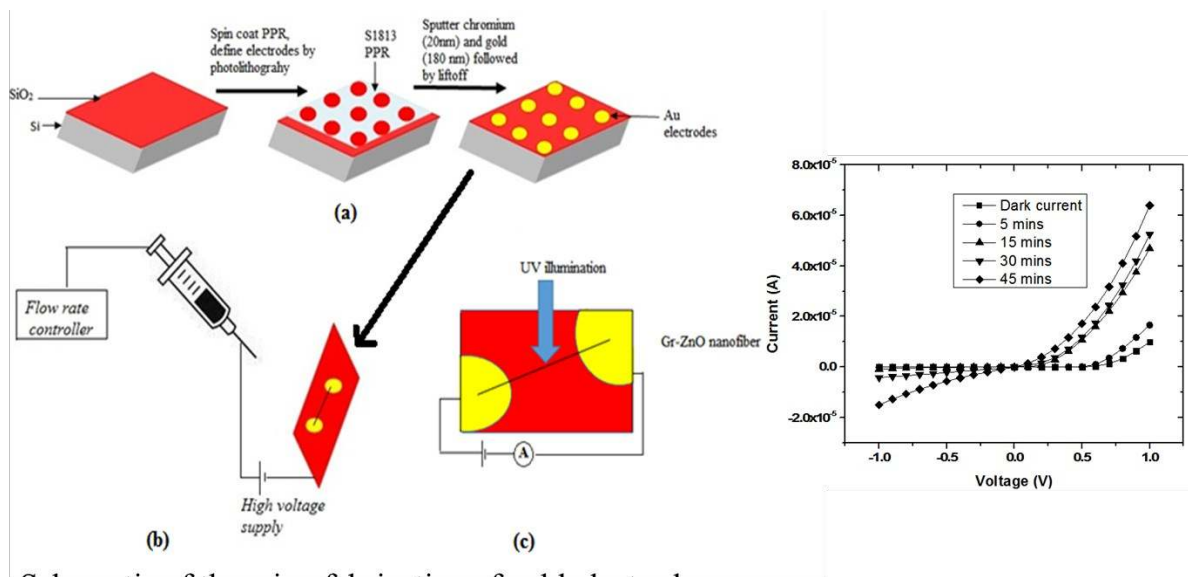 Spin coat PPR,
define electrodes by
photolithograhy
S1813
PPR
Sputter chromium
(20nm) and gold
(180 nm) followed
by liftoff
SiO₂
Si
Au
electrodes
(a)
Flow rate
controller
High voltage
supply
(b)
UV illumination
Gr-ZnO nanofiber
A
(c)
8.0x10⁻⁵
6.0x10⁻⁵
4.0x10⁻⁵
2.0x10⁻⁵
0.0
-2.0x10⁻⁵
Current (A)
Dark current
5 mins
15 mins
30 mins
45 mins
-1.0 -0.5 0.0 0.5 1.0
Voltage (V)